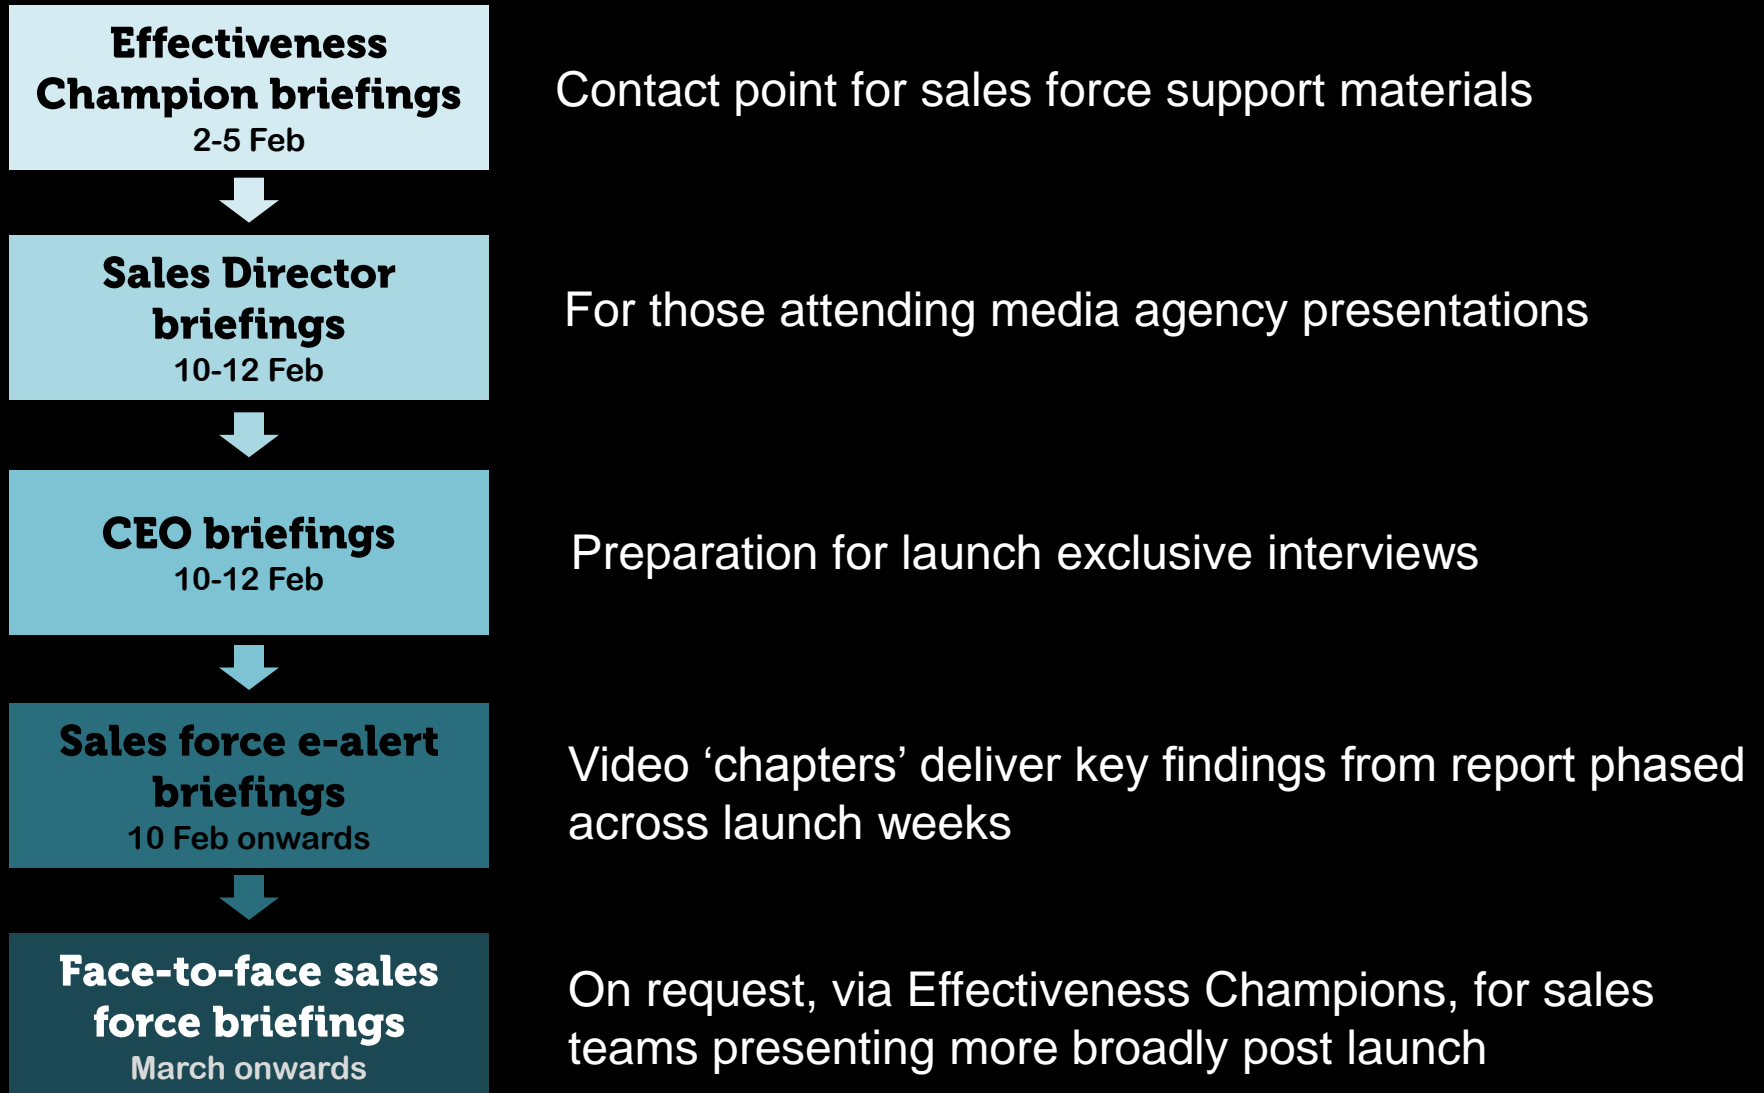 Effectiveness
Champion briefings
2-5 Feb
Contact point for sales force support materials
Sales Director
briefings
10-12 Feb
For those attending media agency presentations
CEO briefings
10-12 Feb
Preparation for launch exclusive interviews
Sales force e-alert
briefings
10 Feb onwards
Video ‘chapters’ deliver key findings from report phased
across launch weeks
Face-to-face sales
force briefings
March onwards
On request, via Effectiveness Champions, for sales
teams presenting more broadly post launch